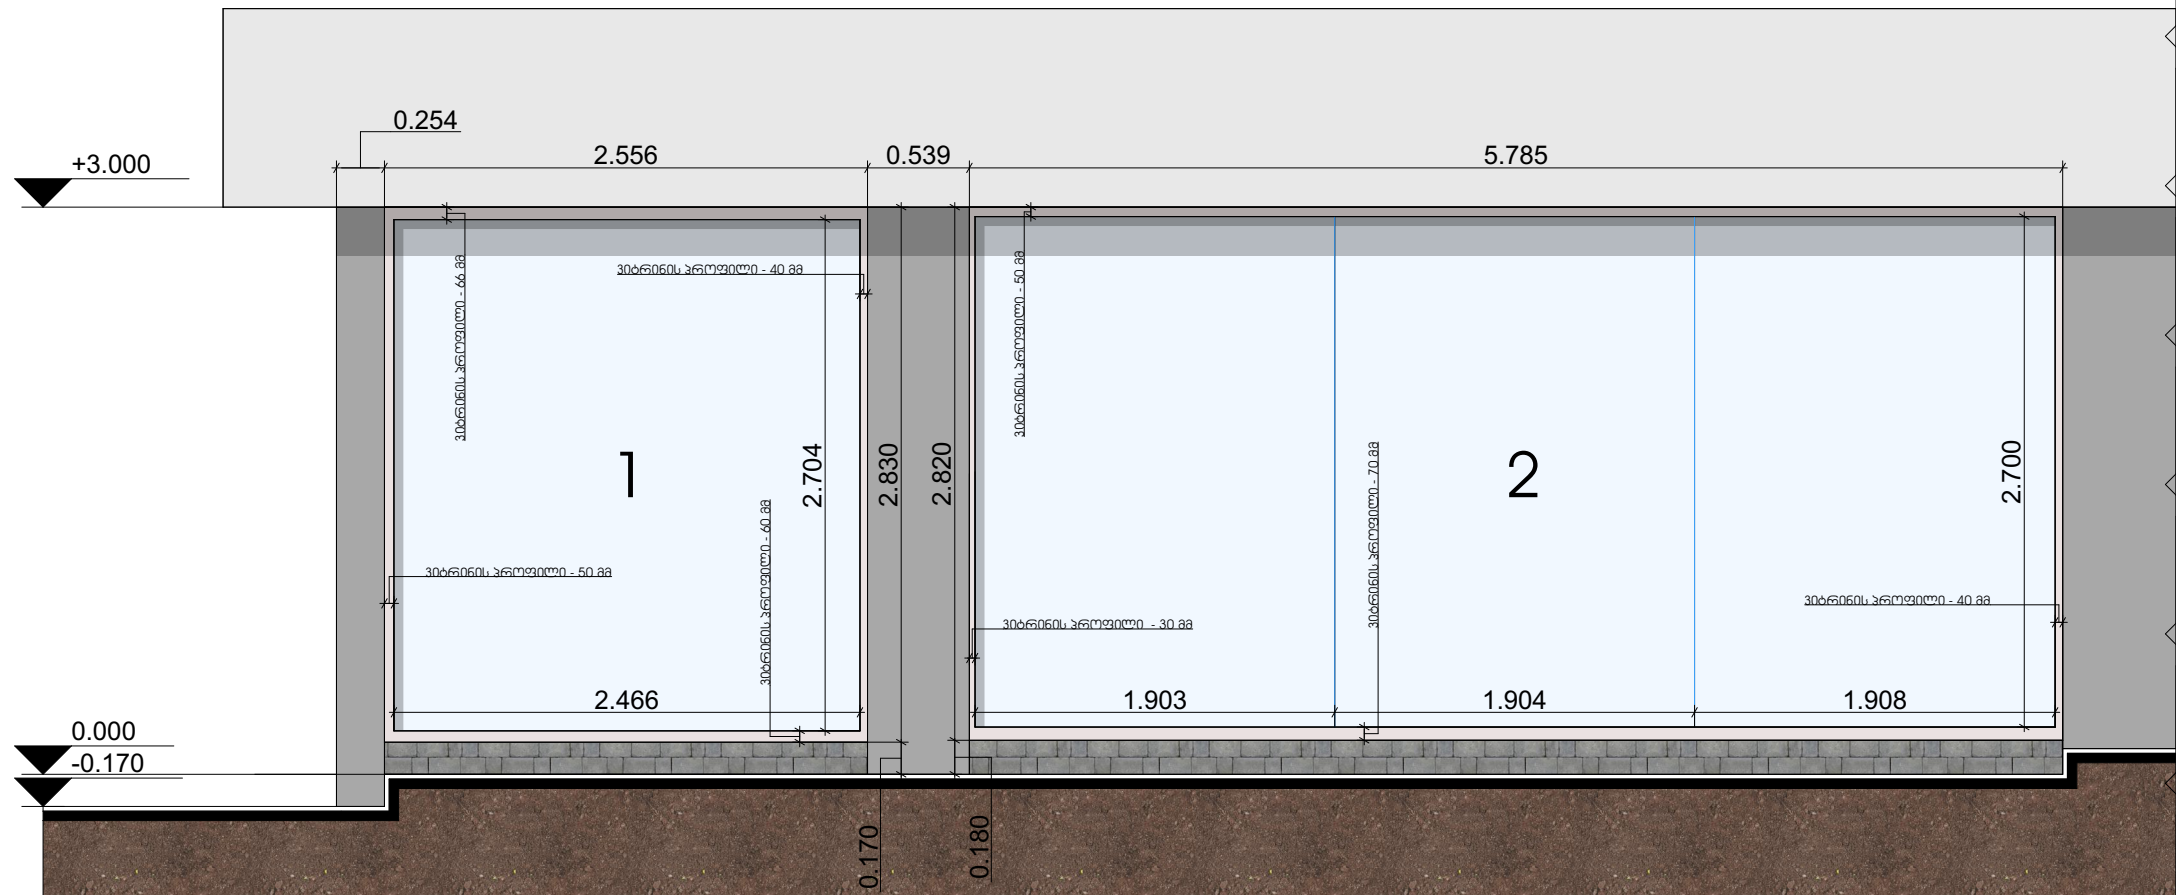 0.254
2.556
0.539
5.785
+3.000
ვიტრინის პროფილი - 66 მმ
ვიტრინის პროფილი - 40 მმ
ვიტრინის პროფილი - 50 მმ
1
2.704
2.830
2.820
2
2.700
ვიტრინის პროფილი - 60 მმ
ვიტრინის პროფილი - 70 მმ
ვიტრინის პროფილი - 50 მმ
ვიტრინის პროფილი - 30 მმ
ვიტრინის პროფილი - 40 მმ
2.466
1.903
1.904
1.908
0.000
-0.170
0.170
0.180